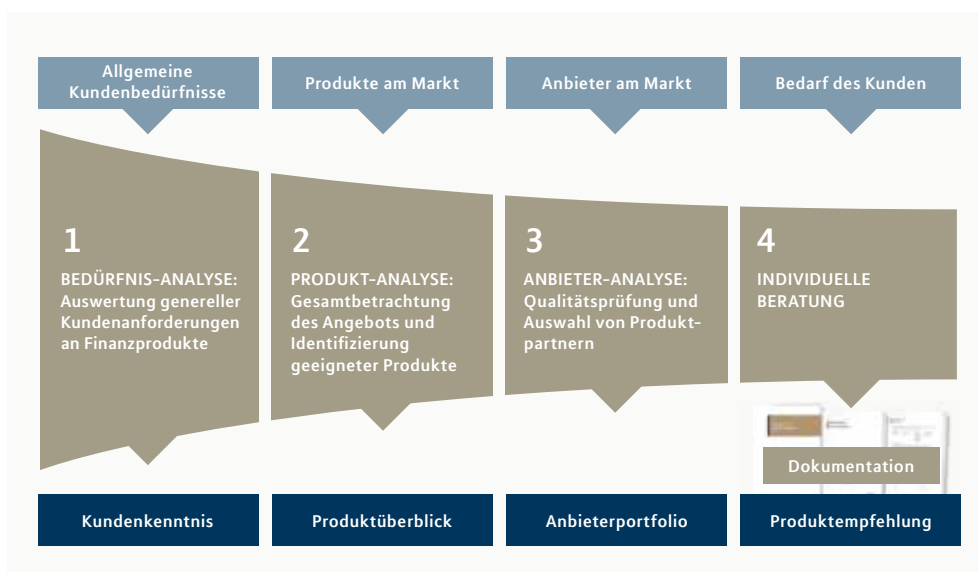 Allgemeine
Kundenbedürfnisse
Produkte am Markt
Anbieter am Markt
Bedarf des Kunden
1
BEDÜRFNIS-ANALYSE:
Auswertung genereller
Kundenanforderungen
an Finanzprodukte
2
PRODUKT-ANALYSE:
Gesamtbetrachtung
des Angebots und
Identifizierung
geeigneter Produkte
3
ANBIETER-ANALYSE:
Qualitätsprüfung und
Auswahl von Produkt-
partnern
4
INDIVIDUELLE
BERATUNG
Dokumentation
Kundenkenntnis
Produktüberblick
Anbieterportfolio
Produktempfehlung